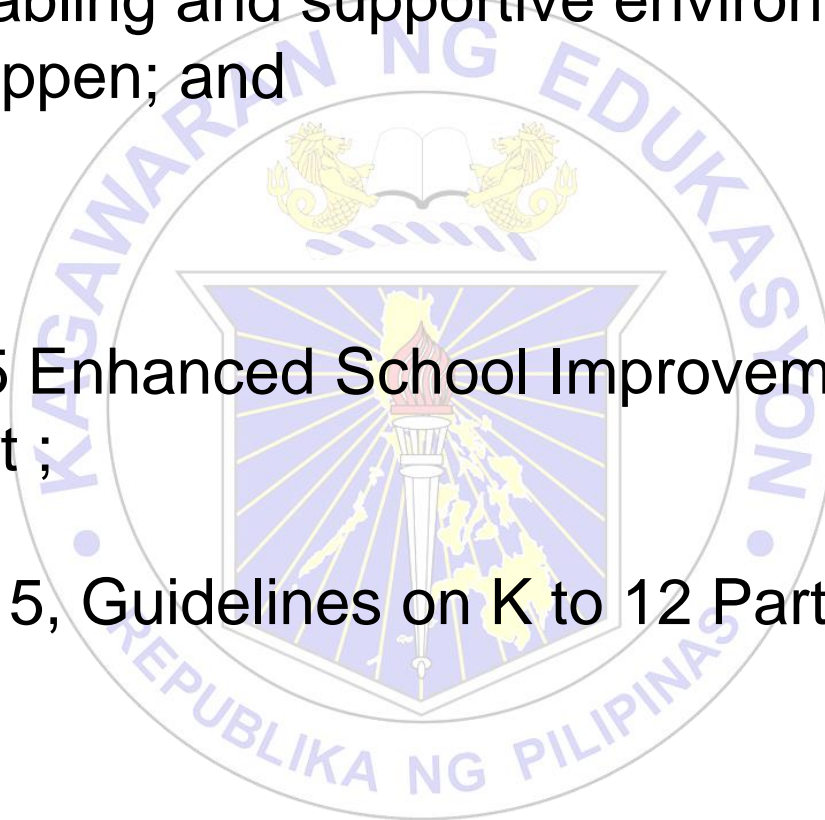 abling and supportive environ
KAGAWARAN NG EDUKASYON
ppen; and
5 Enhanced School Improvem
t ;
5, Guidelines on K to 12 Part
REPUBLIKA NG PILIPINAS